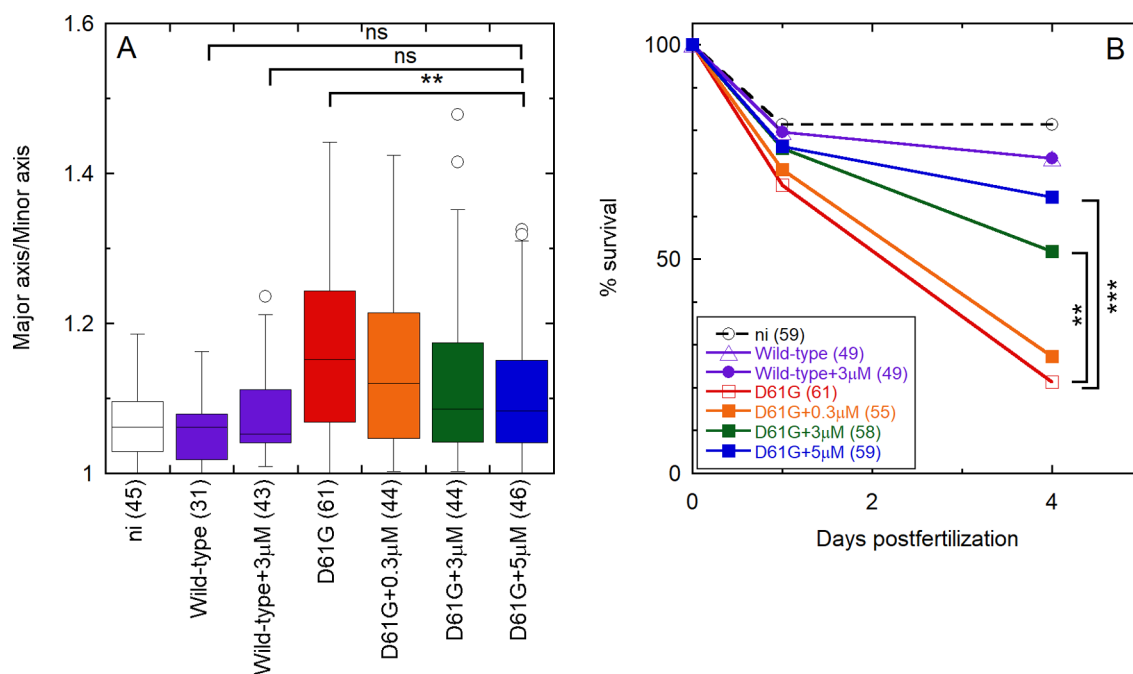 A
ns
ns
**
1.6
1.4
1.2
1
Major axis/Minor axis
ni (45)
Wild-type (31)
Wild-type+3μM (43)
D61G (61)
D61G+0.3μM (44)
D61G+3μM (44)
D61G+5μM (46)
B
100
50
0
% survival
ni (59)
Wild-type (49)
Wild-type+3μM (49)
D61G (61)
D61G+0.3μM (55)
D61G+3μM (58)
D61G+5μM (59)
**
***
0
2
4
Days postfertilization